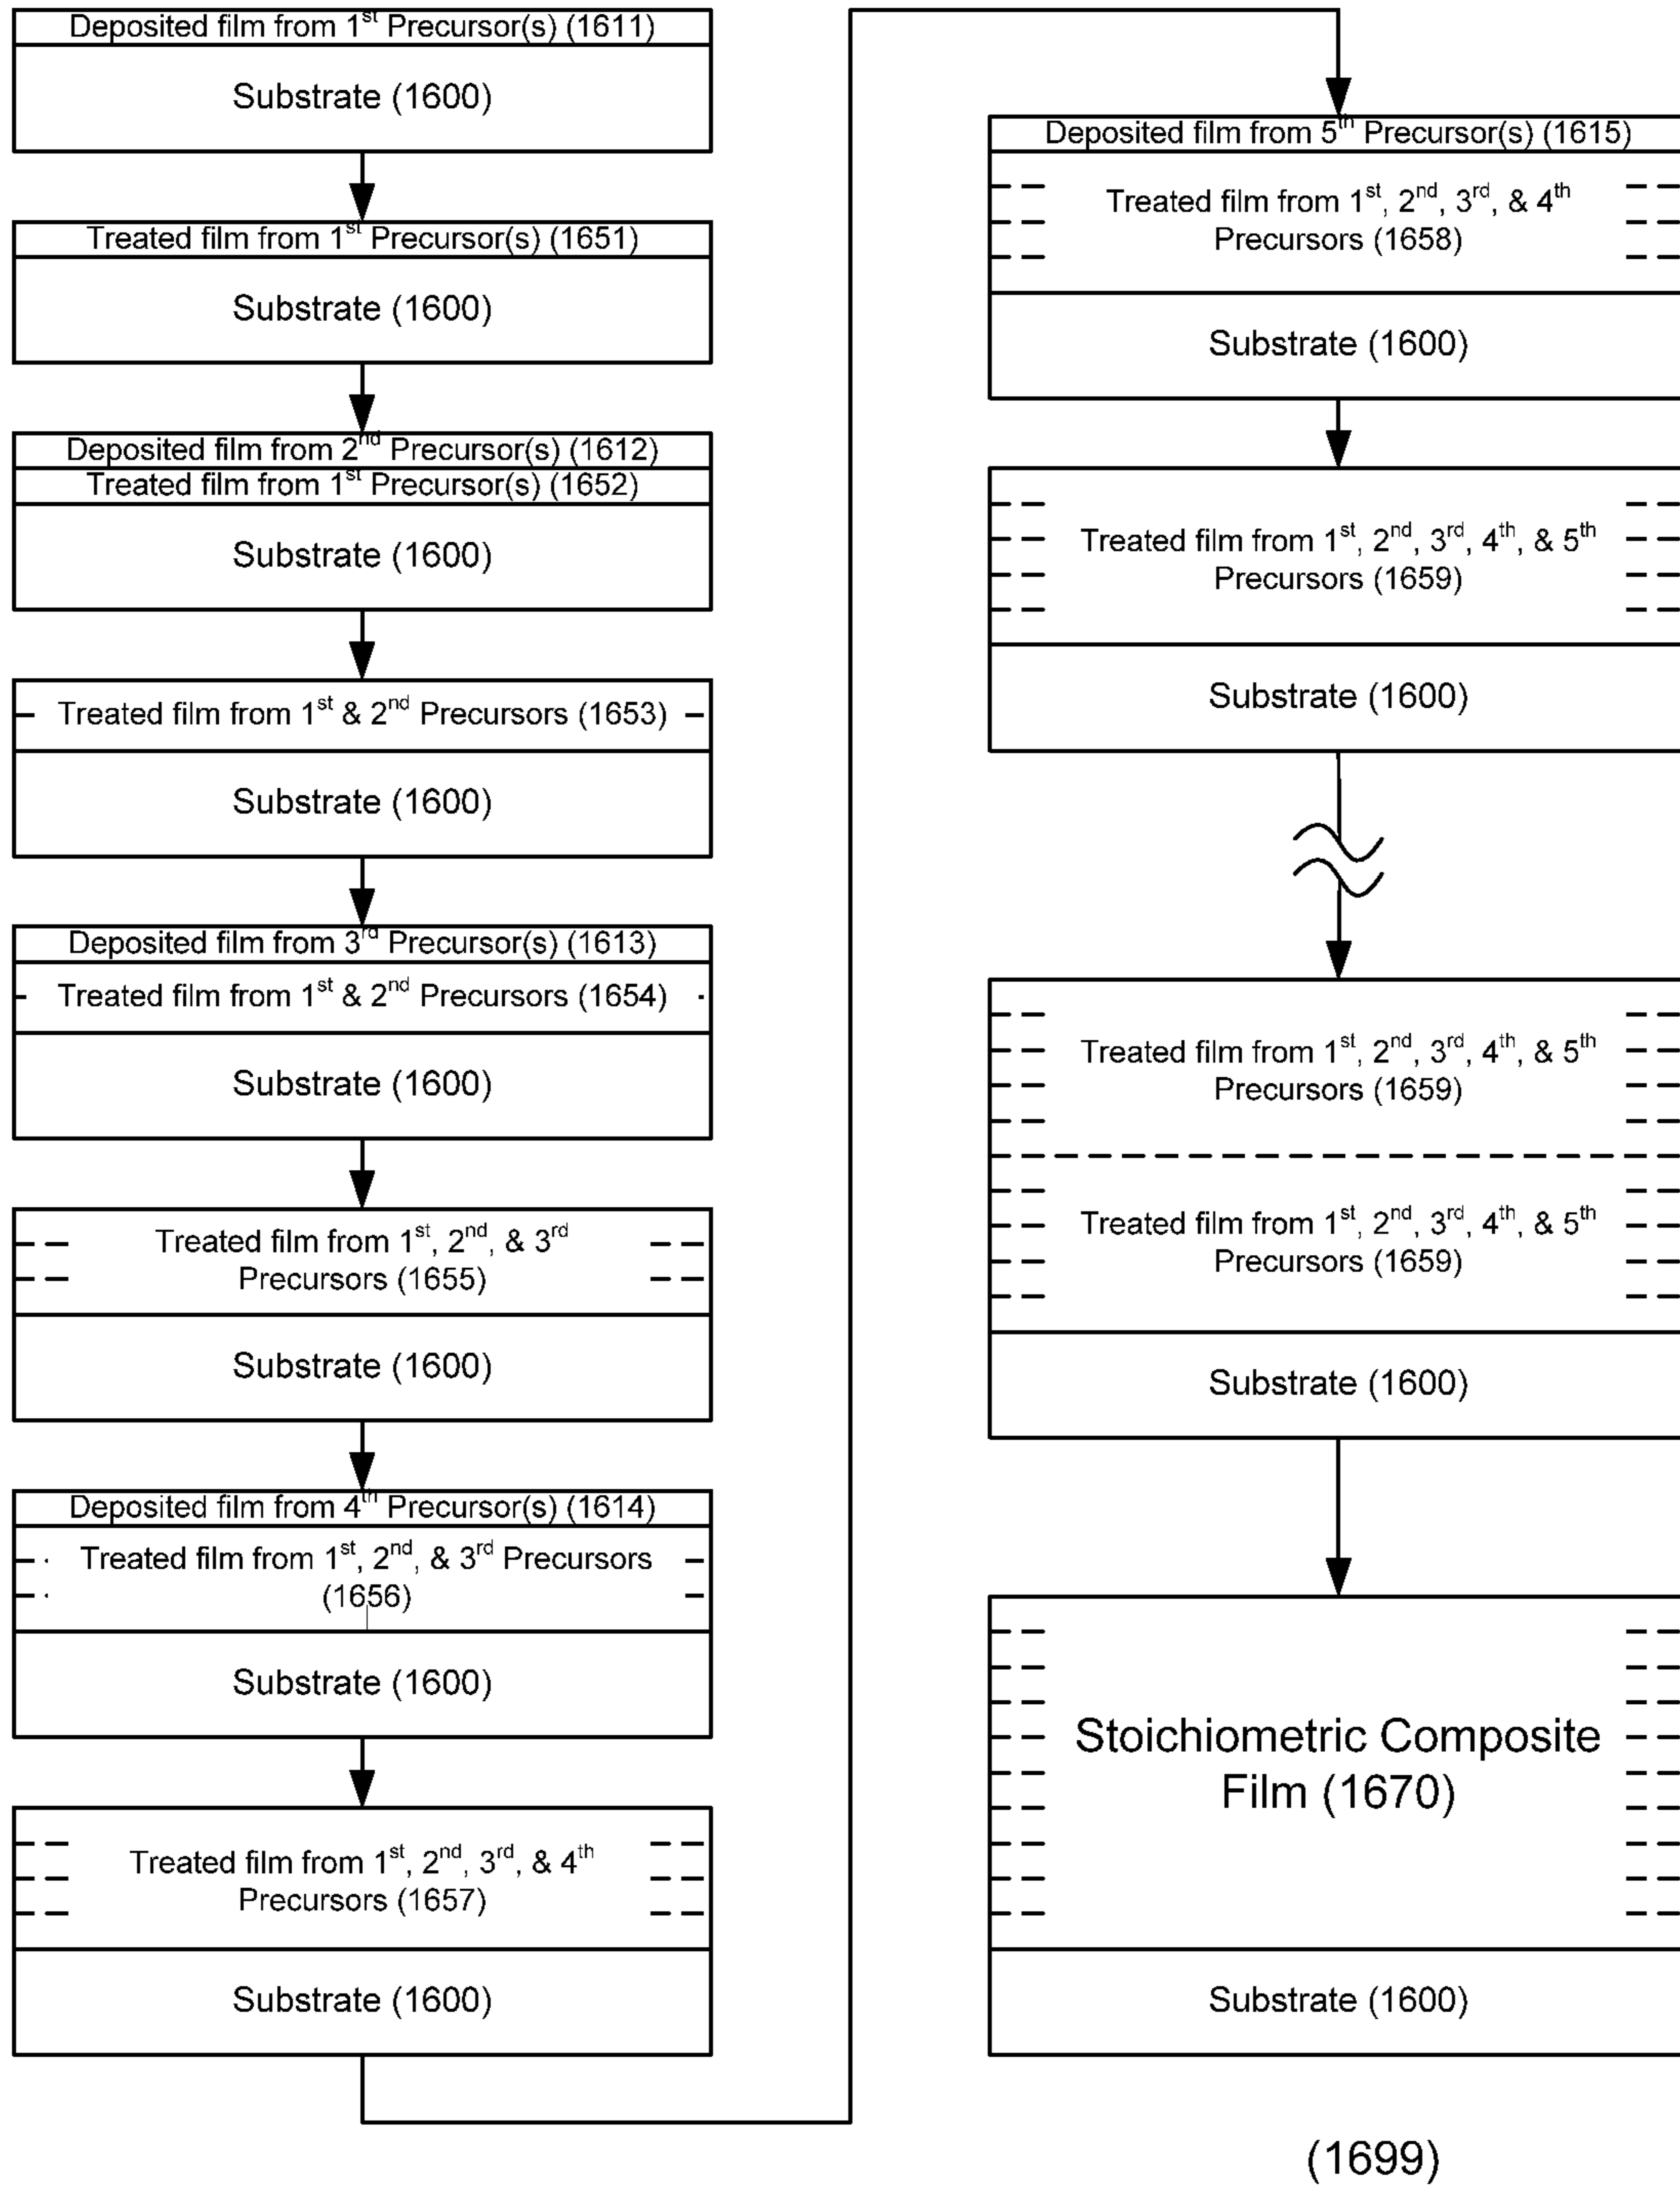 Deposited film from 1st Precursor(s) (1611)
Substrate (1600)
Treated film from 1st Precursor(s) (1651)
Substrate (1600)
Deposited film from 2nd Precursor(s) (1612)
Treated film from 1st Precursor(s) (1652)
Substrate (1600)
Treated film from 1st & 2nd Precursors (1653)
Substrate (1600)
Deposited film from 3rd Precursor(s) (1613)
Treated film from 1st & 2nd Precursors (1654)
Substrate (1600)
Treated film from 1st, 2nd, & 3rd
Precursors (1655)
Substrate (1600)
Deposited film from 4th Precursor(s) (1614)
Treated film from 1st, 2nd, & 3rd Precursors
(1656)
Substrate (1600)
Treated film from 1st, 2nd, 3rd, & 4th
Precursors (1657)
Substrate (1600)
Deposited film from 5th Precursor(s) (1615)
Treated film from 1st, 2nd, 3rd, & 4th
Precursors (1658)
Substrate (1600)
Treated film from 1st, 2nd, 3rd, 4th, & 5th
Precursors (1659)
Substrate (1600)
Treated film from 1st, 2nd, 3rd, 4th, & 5th
Precursors (1659)
Treated film from 1st, 2nd, 3rd, 4th, & 5th
Precursors (1659)
Substrate (1600)
Stoichiometric Composite
Film (1670)
Substrate (1600)
(1699)